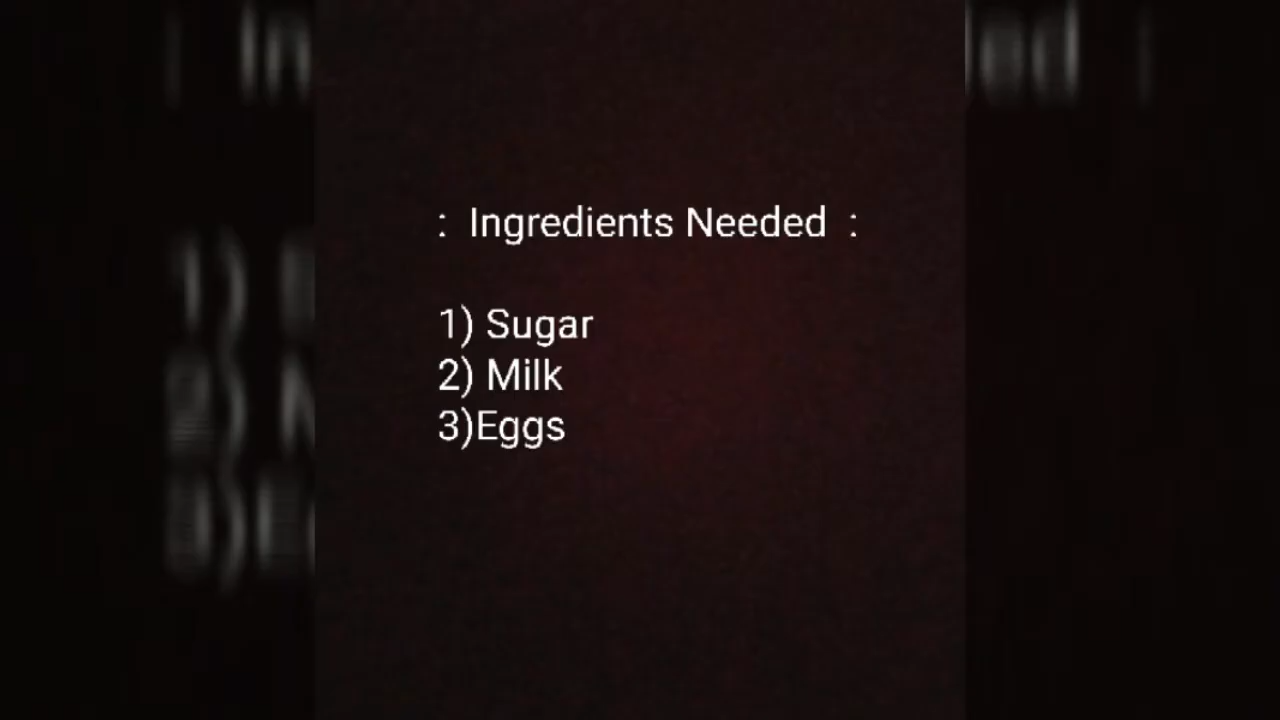 : Ingredients Needed :
1) Sugar
2) Milk
3)Eggs